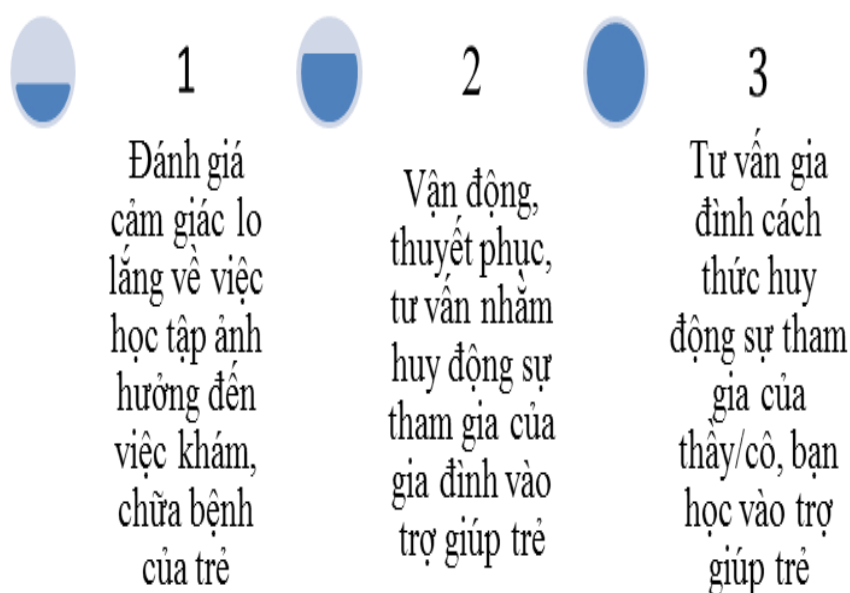 1
Đánh giá
cảm giác lo
lắng về việc
học tập ảnh
hưởng đến
việc khám,
chữa bệnh
của trẻ
2
Vận động,
thuyết phục,
tư vấn nhằm
huy động sự
tham gia của
gia đình vào
trợ giúp trẻ
3
Tư vấn gia
đình cách
thức huy
động sự tham
gia của
thầy/cô, bạn
học vào trợ
giúp trẻ